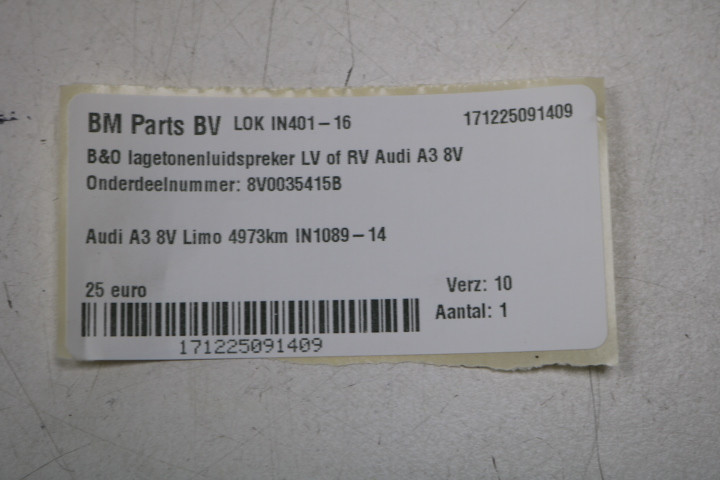 BM Parts BV LOK IN401-16 171225091409
B&O lagetonenluidspreker LV of RV Audi A3 8V
Onderdeelnummer: 8V0035415B
Audi A3 8V Limo 4973km IN1089-14
25 euro Verz: 10
Aantal: 1
171225091409